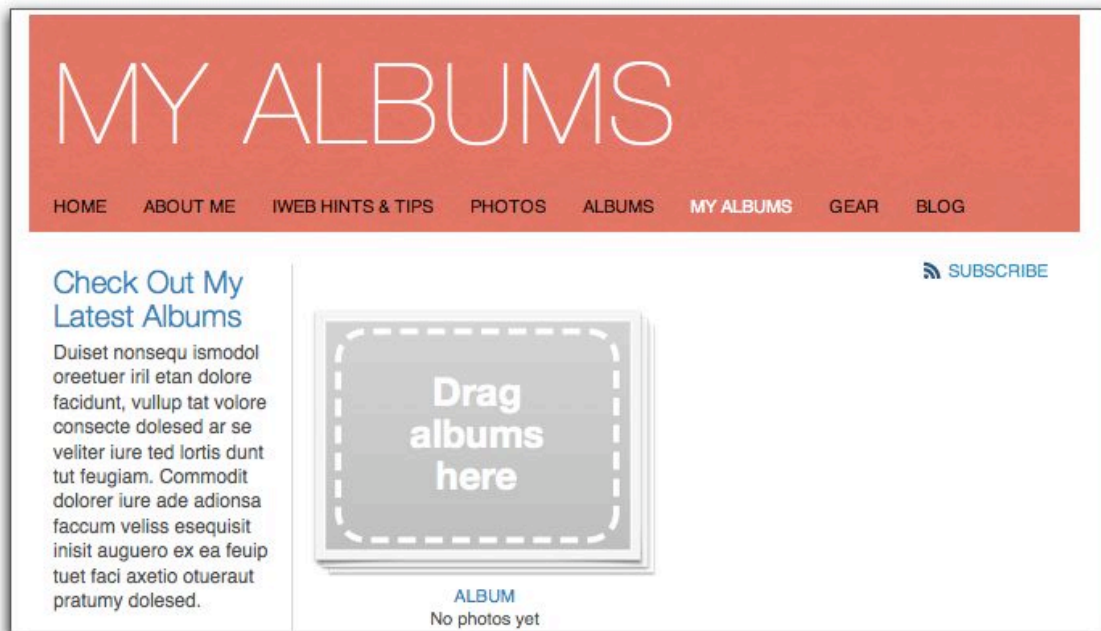 MY ALBUMS
HOME ABOUT ME IWEB HINTS & TIPS PHOTOS ALBUMS MY ALBUMS GEAR BLOG
SUBSCRIBE
Check Out My
Latest Albums
Duiset nonsequ ismodol
oreetuer iril etan dolore
facidunt, vullup tat volore
consecte dolesed ar se
veliter iure ted lortis dunt
tut feugiam. Commodit
dolorer iure ade adionsa
faccum veliss esequisit
inisit auguero ex ea feuip
tuet faci axetio otueraut
pratumy dolesed.
Drag
albums
here
ALBUM
No photos yet